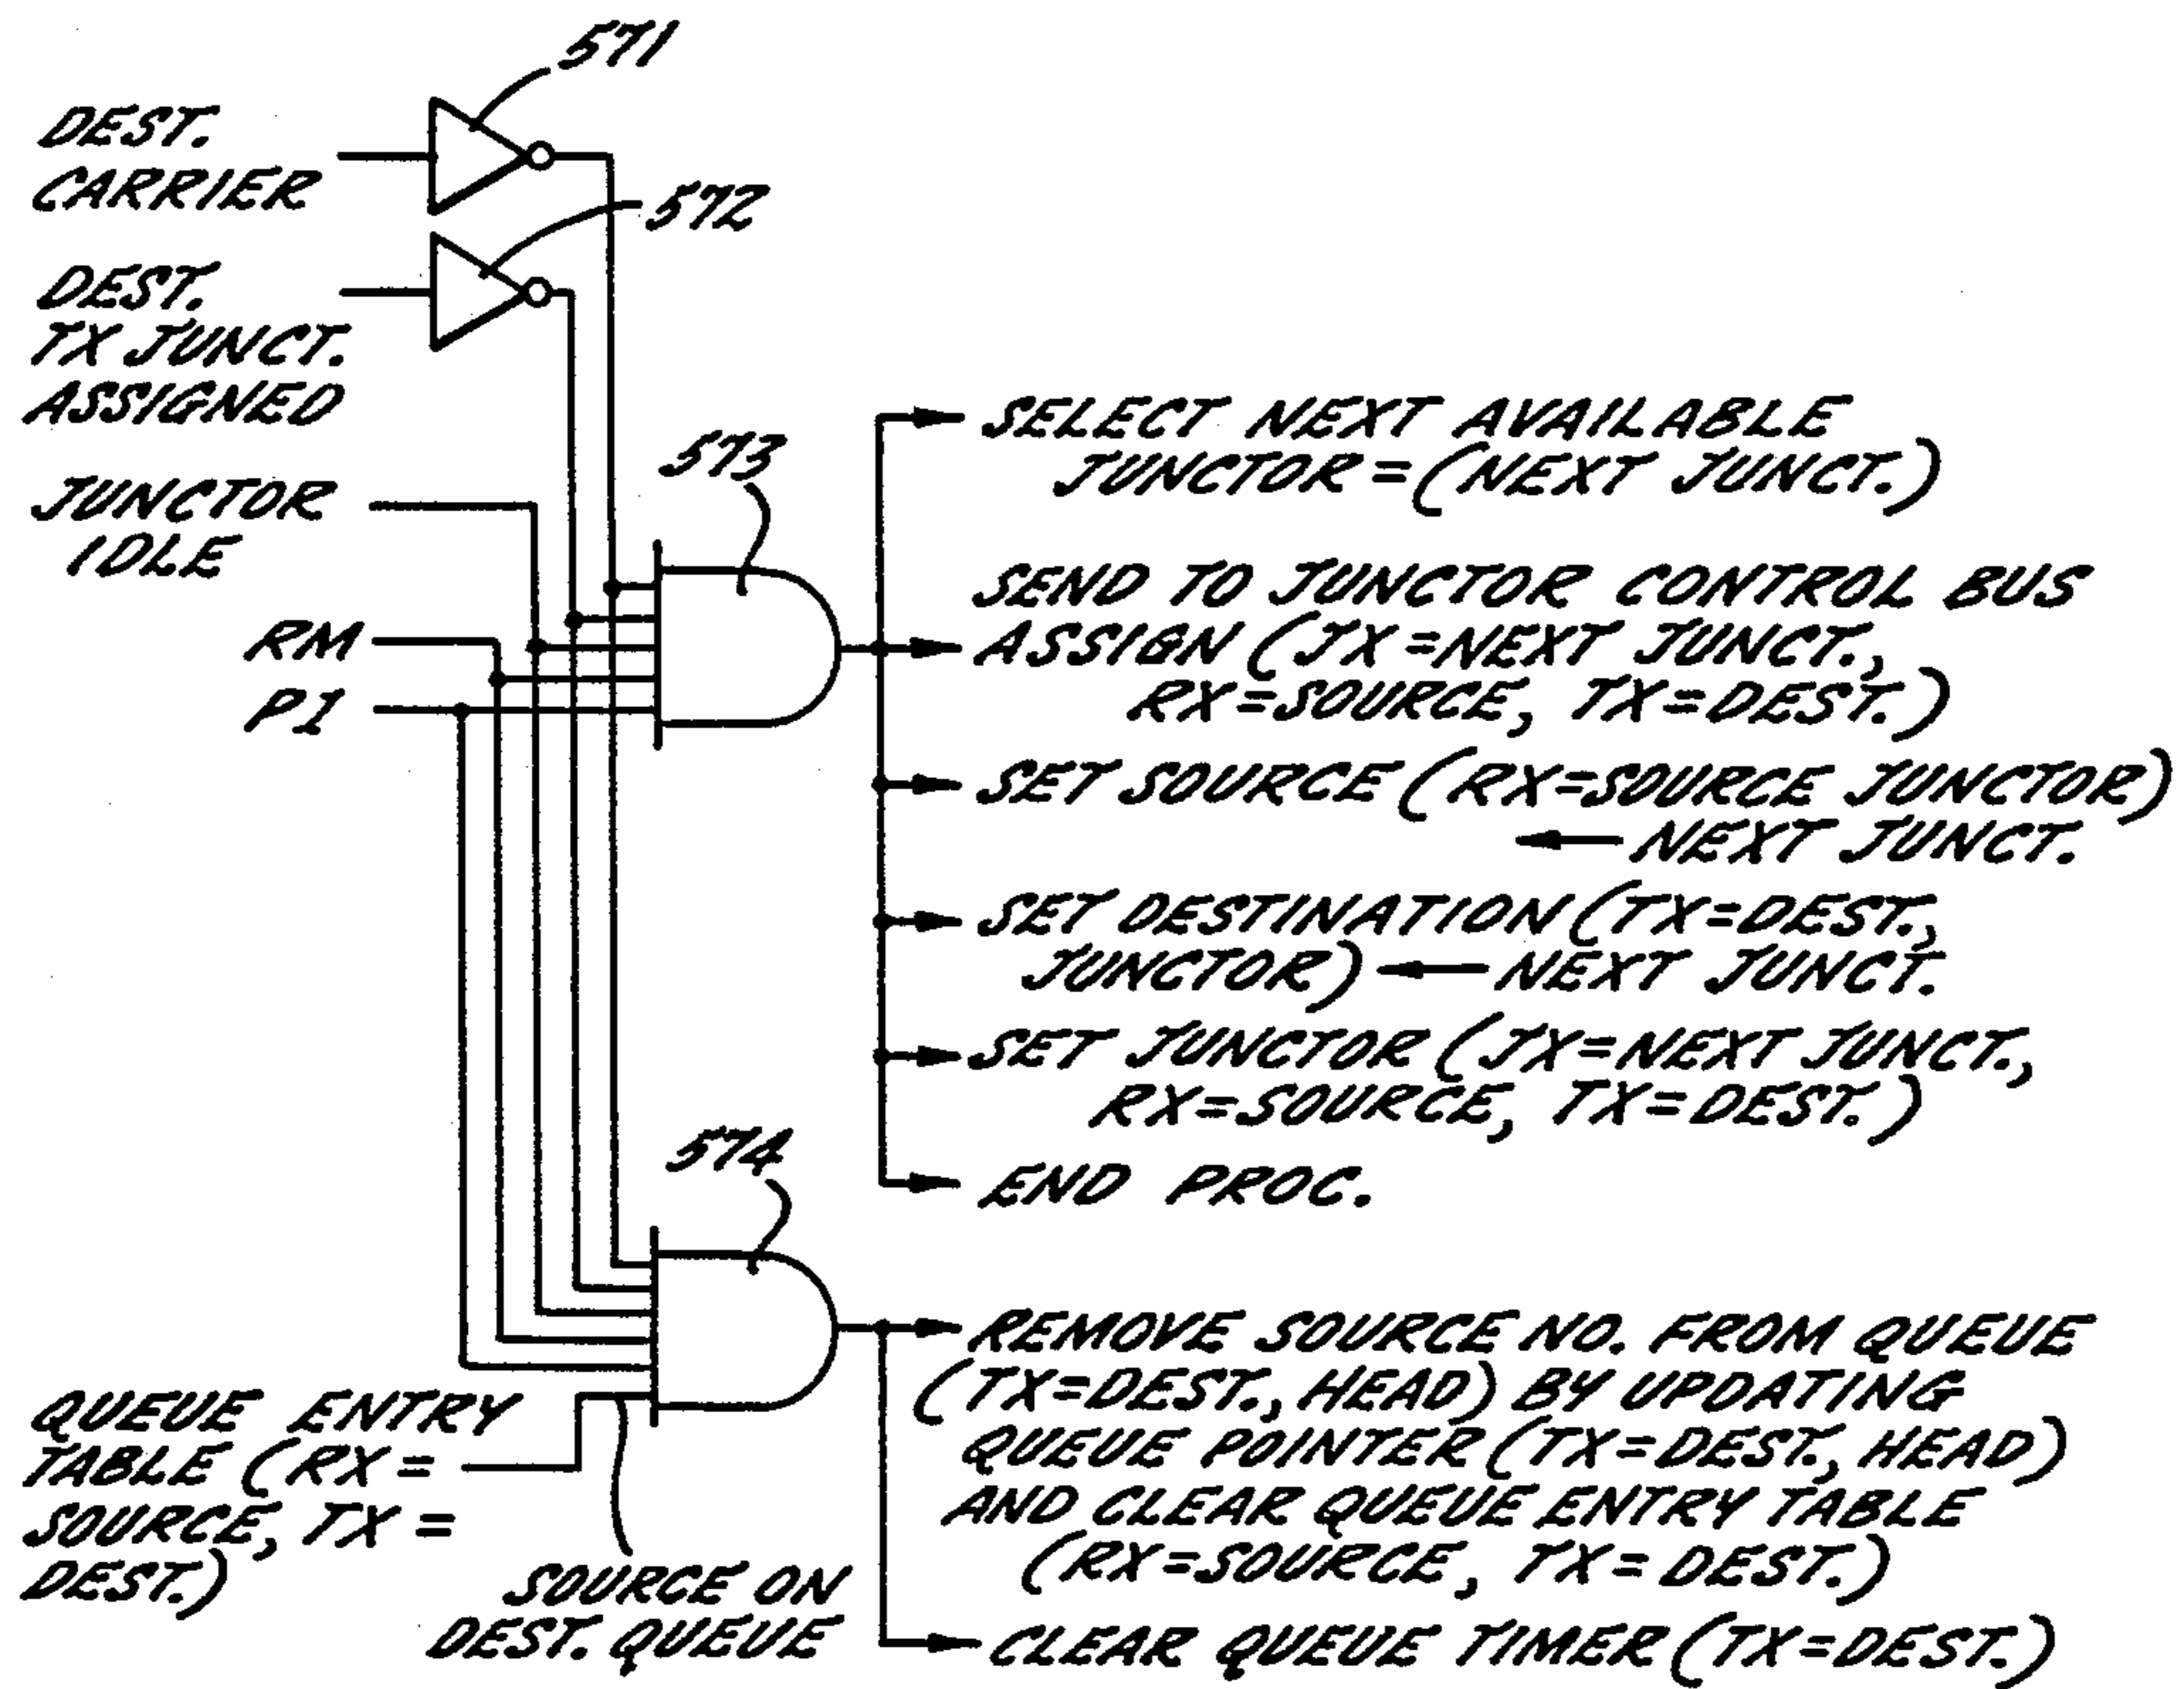 571
DEST.
CARRIER
572
DEST.
TX JUNCT.
ASSIGNED
JUNCTOR
IDLE
573
RM
PI
SELECT NEXT AVAILABLE
JUNCTOR = (NEXT JUNCT.)
SEND TO JUNCTOR CONTROL BUS
ASSIGN (JX = NEXT JUNCT.,
RX = SOURCE, TX = DEST.)
SET SOURCE (RX = SOURCE JUNCTOR)
← NEXT JUNCT.
SET DESTINATION (TX = DEST.,
JUNCTOR) ← NEXT JUNCT.
SET JUNCTOR (JX = NEXT JUNCT.,
RX = SOURCE, TX = DEST.)
END PROC.
574
QUEUE ENTRY
TABLE (RX =
SOURCE, TX =
DEST.)
SOURCE ON
DEST. QUEUE
REMOVE SOURCE NO. FROM QUEUE
(TX = DEST., HEAD) BY UPDATING
QUEUE POINTER (TX = DEST., HEAD)
AND CLEAR QUEUE ENTRY TABLE
(RX = SOURCE, TX = DEST.)
CLEAR QUEUE TIMER (TX = DEST.)